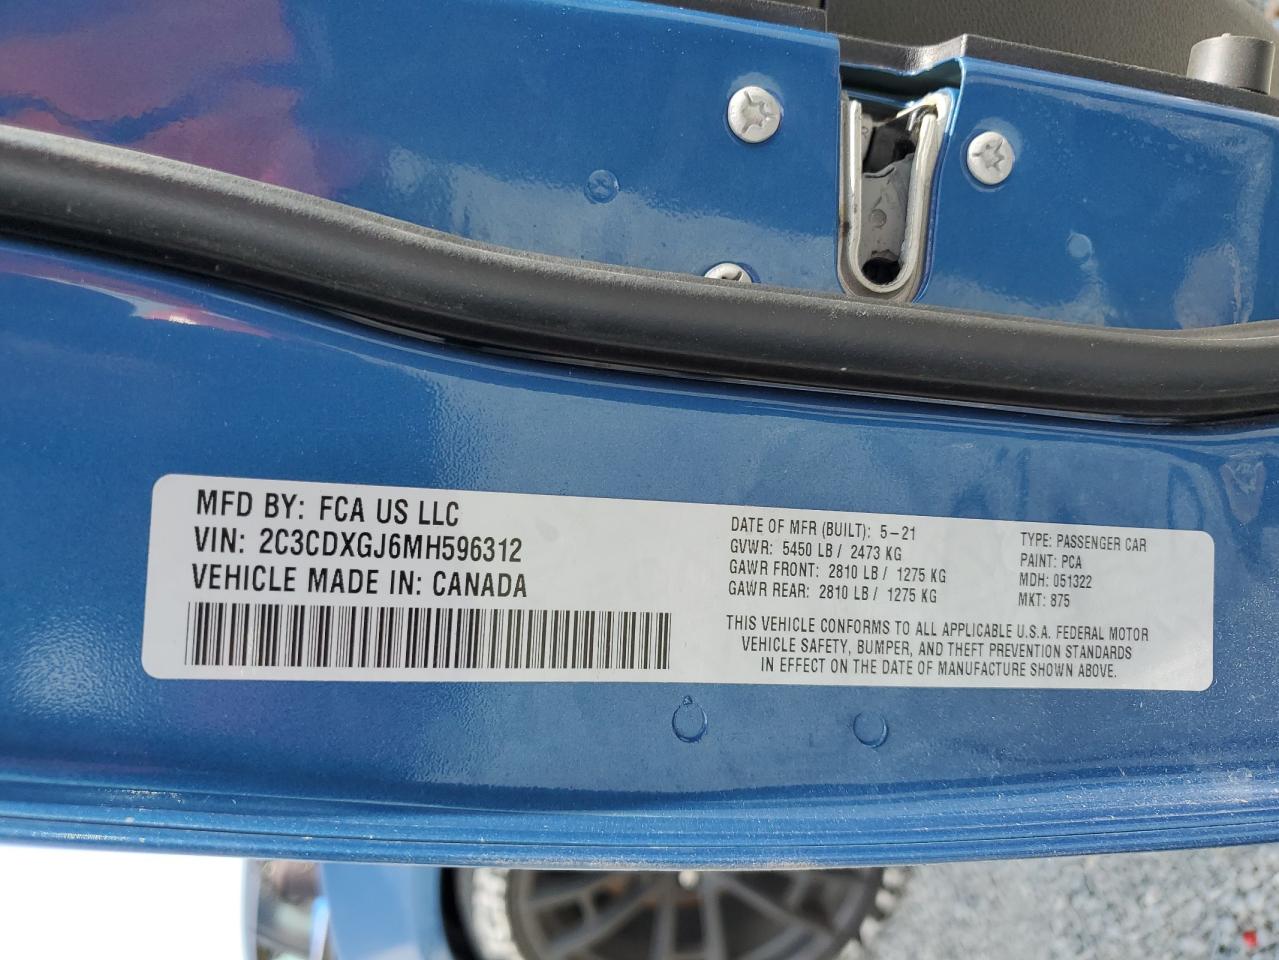 MFD BY: FCA US LLC
VIN: 2C3CDXGJ6MH596312
VEHICLE MADE IN: CANADA
DATE OF MFR (BUILT): 5-21
GVWR: 5450 LB / 2473 KG
GAWR FRONT: 2810 LB / 1275 KG
GAWR REAR: 2810 LB / 1275 KG
TYPE: PASSENGER CAR
PAINT: PCA
MDH: 051322
MKT: 875
THIS VEHICLE CONFORMS TO ALL APPLICABLE U.S.A. FEDERAL MOTOR
VEHICLE SAFETY, BUMPER, AND THEFT PREVENTION STANDARDS
IN EFFECT ON THE DATE OF MANUFACTURE SHOWN ABOVE.